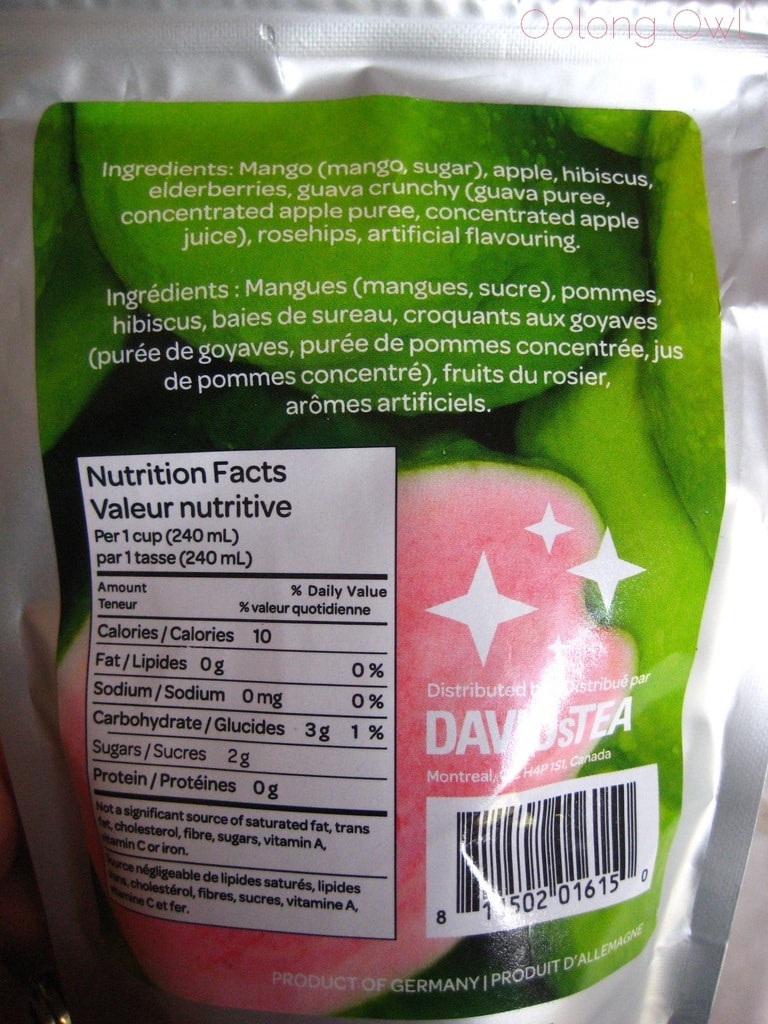 Oolong Owl
Ingredients: Mango (mango, sugar), apple, hibiscus,
elderberries, guava crunchy (guava puree,
concentrated apple puree, concentrated apple
juice), rosehips, artificial flavouring.
Ingrédients : Mangues (mangues, sucre), pommes,
hibiscus, baies de sureau, croquants aux goyaves
(purée de goyaves, purée de pommes concentrée, jus
de pommes concentré), fruits du rosier,
arômes artificiels.
Nutrition Facts
Valeur nutritive
Per 1 cup (240 mL)
par 1 tasse (240 mL)
Amount % Daily Value
Teneur % valeur quotidienne
Calories / Calories 10
Fat / Lipides 0 g 0 %
Sodium / Sodium 0 mg 0 %
Carbohydrate / Glucides 3 g 1 %
Sugars / Sucres 2 g
Protein / Protéines 0 g
Not a significant source of saturated fat, trans
fat, cholesterol, fibre, sugars, vitamin A,
vitamin C or iron.
Source négligeable de lipides saturés, lipides
trans, cholestérol, fibres, sucres, vitamine A,
vitamine C et fer.
Distributed by Distribué par
DAVIDsTEA
Montreal, H4P 1S1, Canada
8 502 01615 0
PRODUCT OF GERMANY | PRODUIT D'ALLEMAGNE